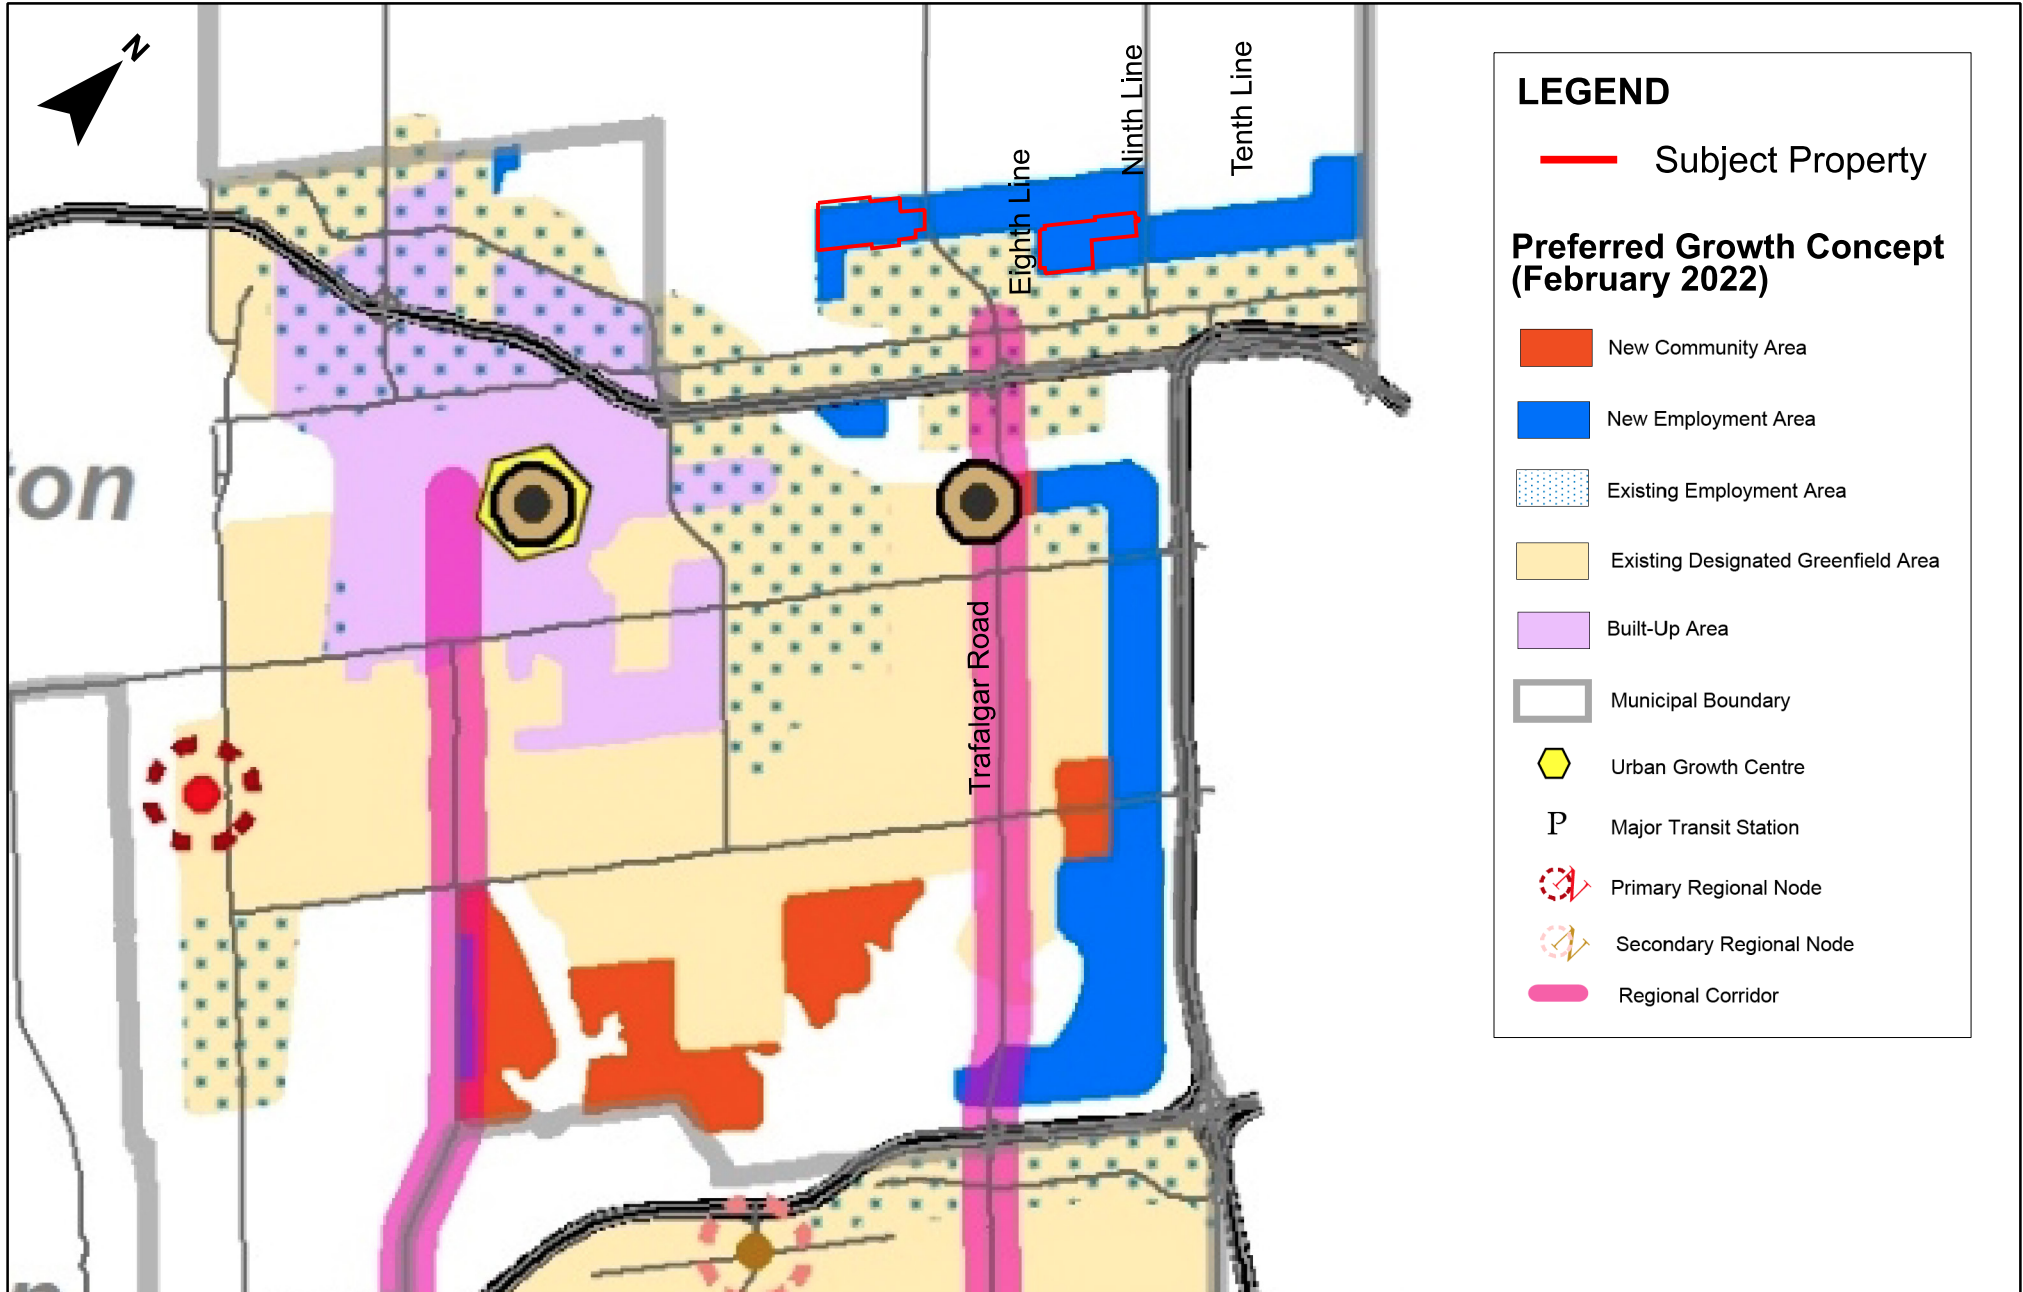 N
Eighth Line
Ninth Line
Tenth Line
Trafalgar Road
on
LEGEND
Subject Property
Preferred Growth Concept
(February 2022)
New Community Area
New Employment Area
Existing Employment Area
Existing Designated Greenfield Area
Built-Up Area
Municipal Boundary
Urban Growth Centre
P Major Transit Station
Primary Regional Node
Secondary Regional Node
Regional Corridor